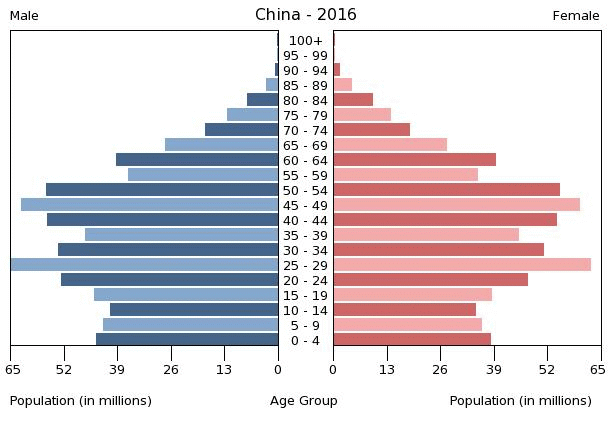 Male China - 2016 Female
100+
95 - 99
90 - 94
85 - 89
80 - 84
75 - 79
70 - 74
65 - 69
60 - 64
55 - 59
50 - 54
45 - 49
40 - 44
35 - 39
30 - 34
25 - 29
20 - 24
15 - 19
10 - 14
5 - 9
0 - 4
65 52 39 26 13 0 0 13 26 39 52 65
Population (in millions) Age Group Population (in millions)